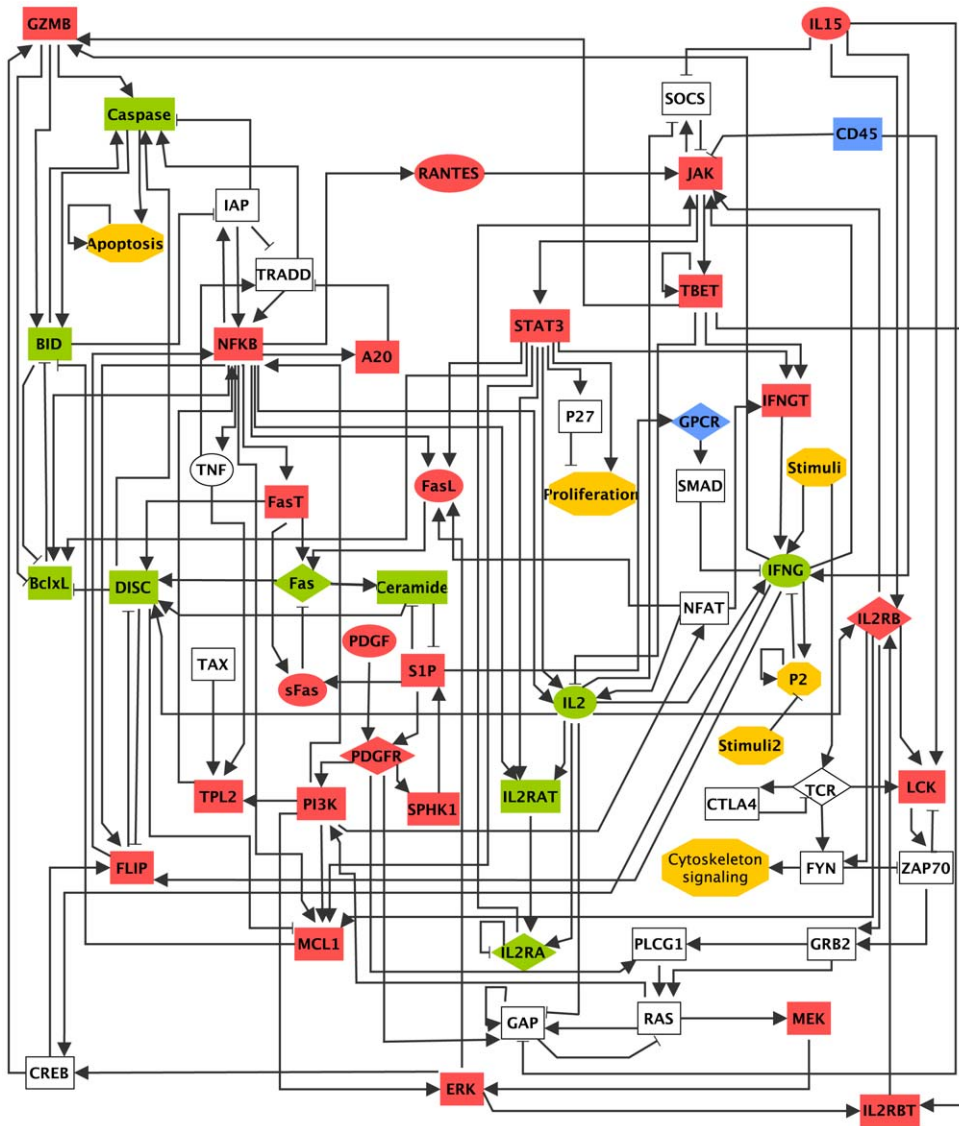 GZMB
IL15
SOCS
Caspase
CD45
JAK
RANTES
IAP
Apoptosis
TRADD
TBET
STAT3
BID
NFKB
A20
IFNGT
P27
GPCR
TNF
Stimuli
FasL
FasT
Proliferation
SMAD
IFNG
BclxL
DISC
Fas
Ceramide
NFAT
IL2RB
PDGF
TAX
S1P
P2
sFas
IL2
Stimuli2
PDGFR
TCR
LCK
TPL2
PI3K
SPHK1
IL2RAT
CTLA4
FLIP
Cytoskeleton
signaling
FYN
ZAP70
MCL1
IL2RA
PLCG1
GRB2
GAP
RAS
MEK
CREB
ERK
IL2RBT